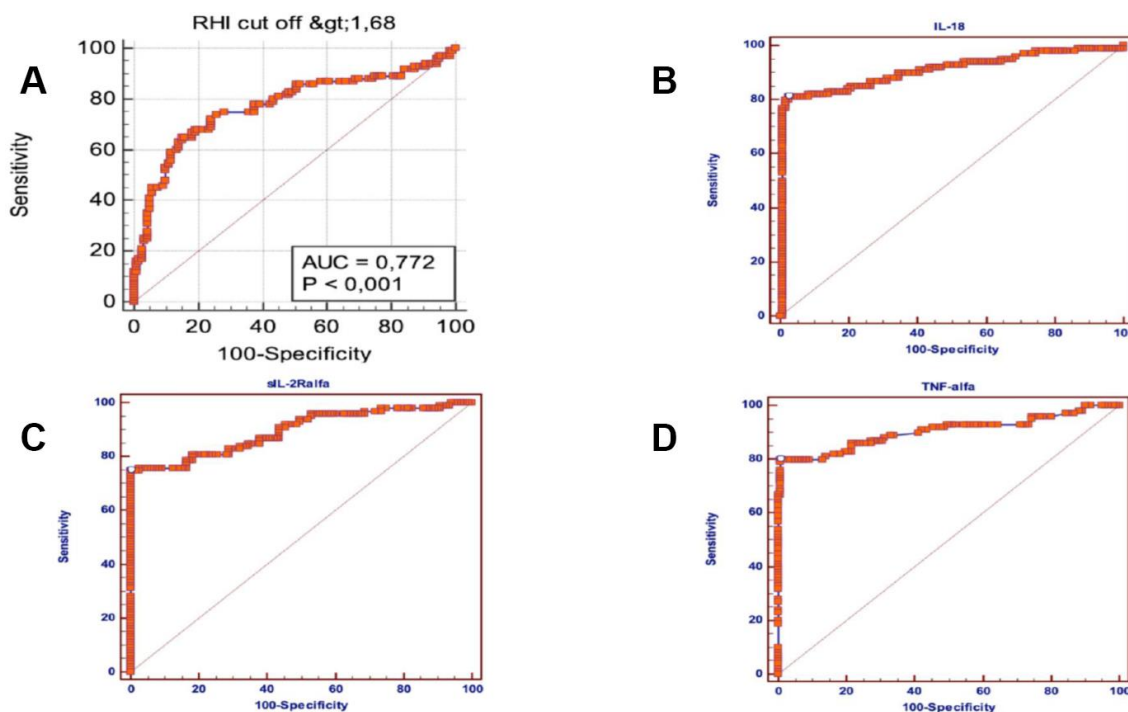 A
RHI cut off &gt;1,68
Sensitivity
100
80
60
40
20
0
AUC = 0,772
P < 0,001
0 20 40 60 80 100
100-Specificity
B
IL-18
Sensitivity
100
80
60
40
20
0
0 20 40 60 80 100
100-Specificity
C
sIL-2Ralfa
Sensitivity
100
80
60
40
20
0
0 20 40 60 80 100
100-Specificity
D
TNF-alfa
Sensitivity
100
80
60
40
20
0
0 20 40 60 80 100
100-Specificity